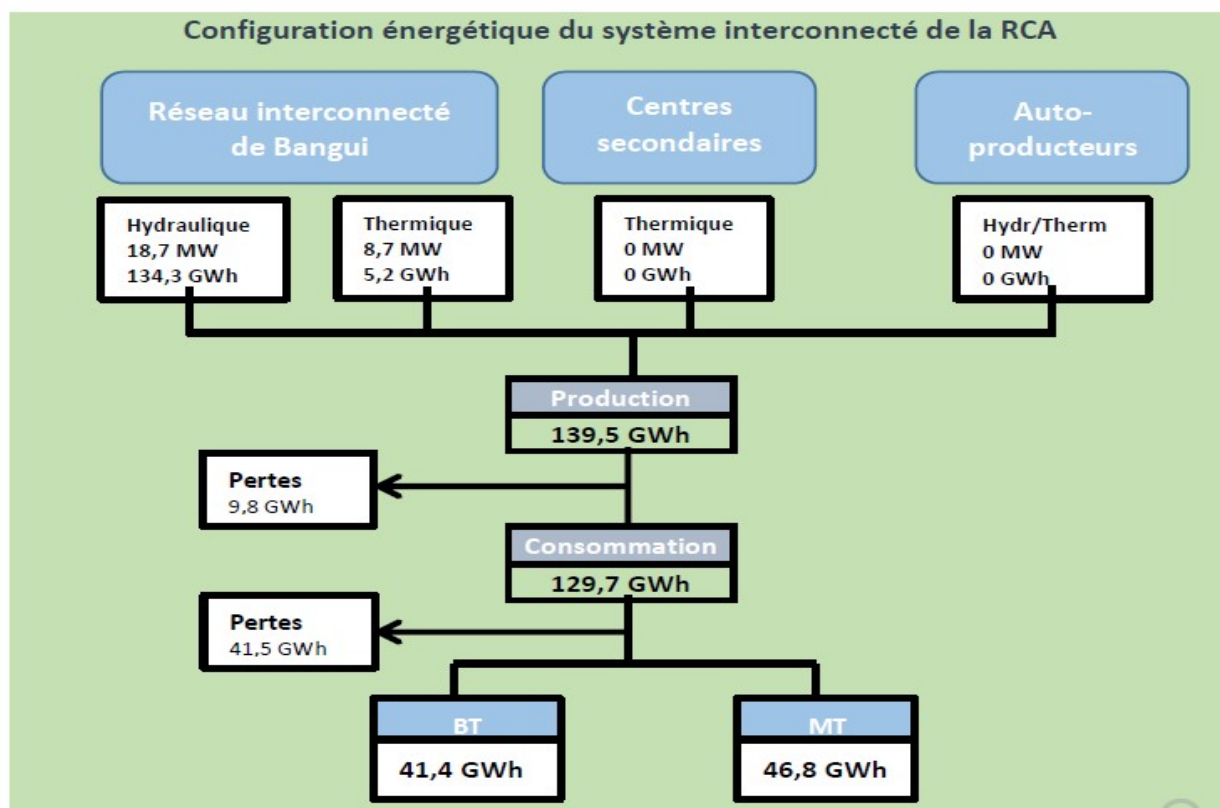 Configuration énergétique du système interconnecté de la RCA
Réseau interconnecté
de Bangui
Centres
secondaires
Auto-
producteurs
Hydraulique
18,7 MW
134,3 GWh
Thermique
8,7 MW
5,2 GWh
Thermique
0 MW
0 GWh
Hydr/Therm
0 MW
0 GWh
Production
139,5 GWh
Pertes
9,8 GWh
Consommation
129,7 GWh
Pertes
41,5 GWh
BT
41,4 GWh
MT
46,8 GWh